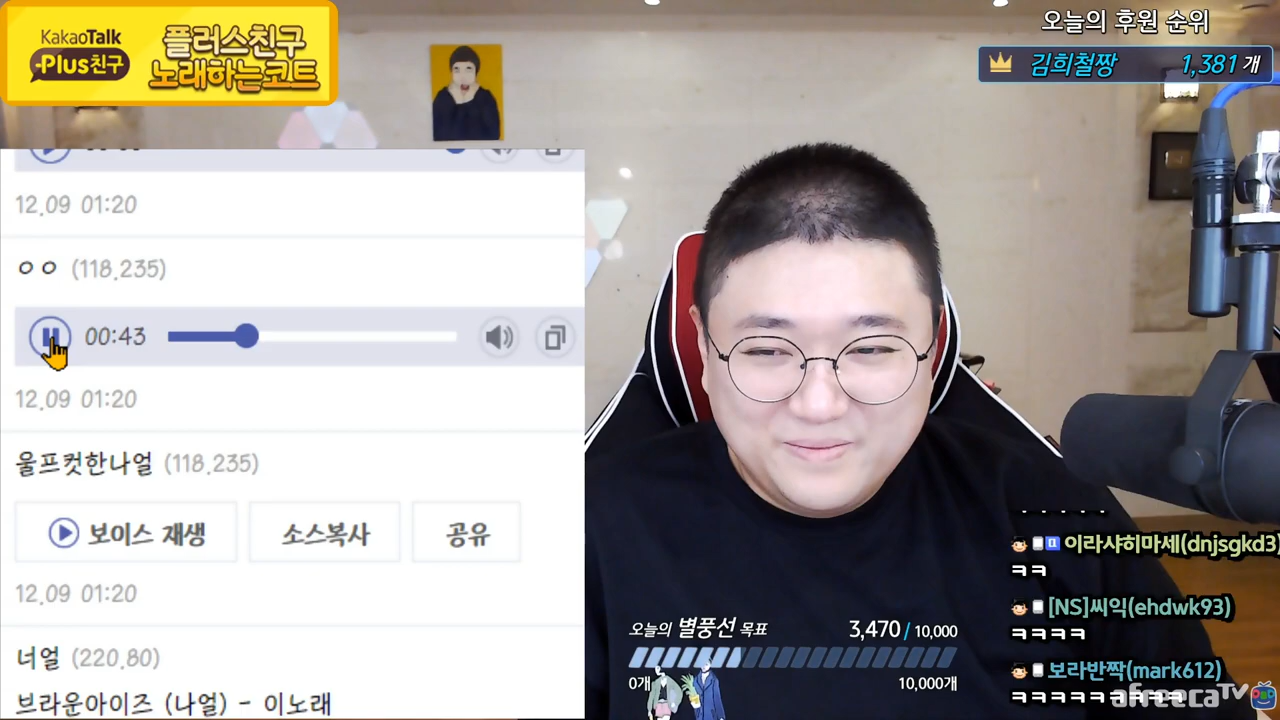 KakaoTalk
Plus친구
플러스친구
노래하는코트
오늘의 후원 순위
김희철짱 1,381 개
12.09 01:20
ㅇㅇ (118.235)
00:43
12.09 01:20
울프컷한나얼 (118.235)
보이스 재생 소스복사 공유
12.09 01:20
너얼 (220.80)
브라운아이즈 (나얼) - 이노래
오늘의 별풍선 목표 3,470 / 10,000
0개 10,000개
이라샤히마세(dnjsgkd3
ㅋㅋ
[NS]씨익(ehdwk93)
ㅋㅋㅋㅋ
보라반짝(mark612)
ㅋㅋㅋㅋㅋㅋㅋㅋㅋ
afreecaTV